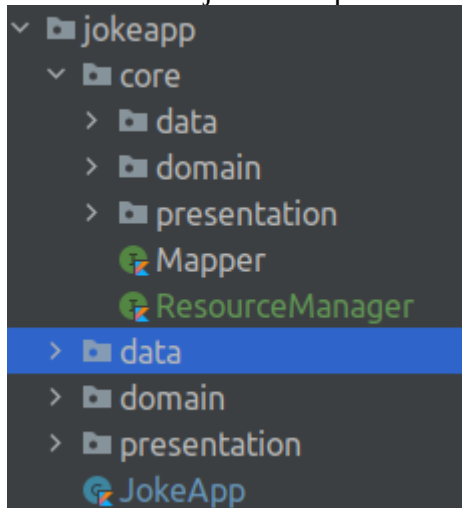 jokeapp
core
data
domain
presentation
Mapper
ResourceManager
data
domain
presentation
JokeApp